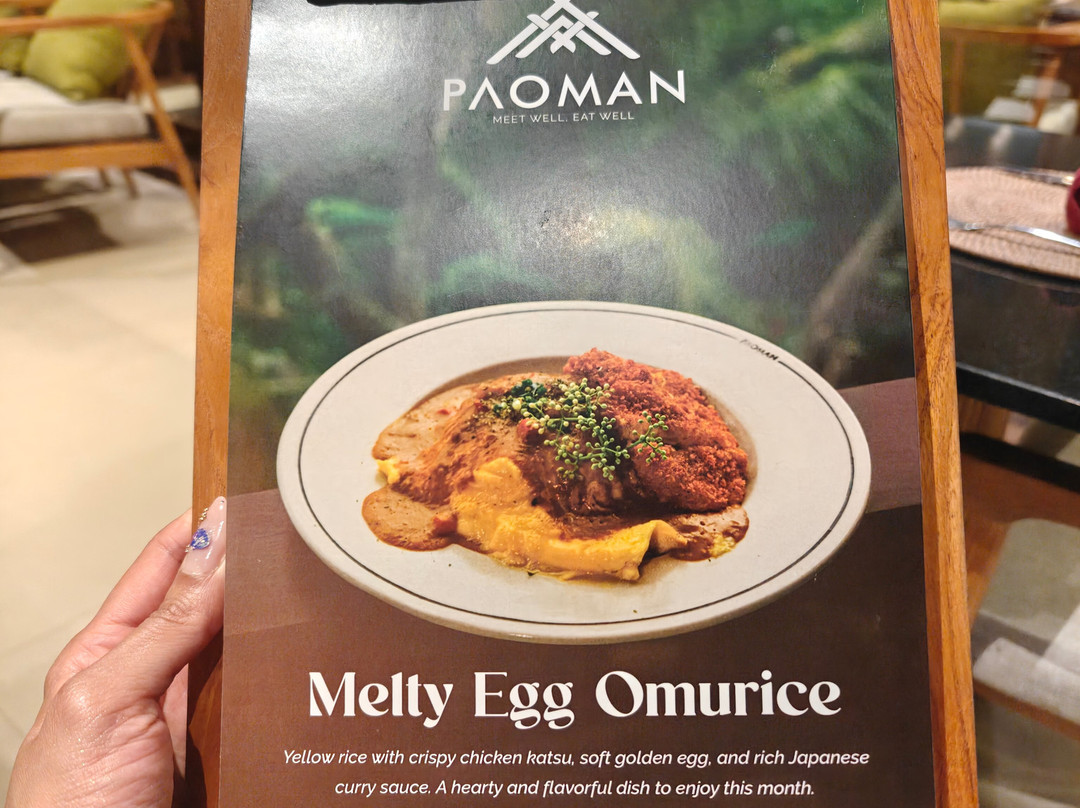 PAOMAN
MEET WELL. EAT WELL
PAOMAN
Melty Egg Omurice
Yellow rice with crispy chicken katsu, soft golden egg, and rich Japanese
curry sauce. A hearty and flavorful dish to enjoy this month.